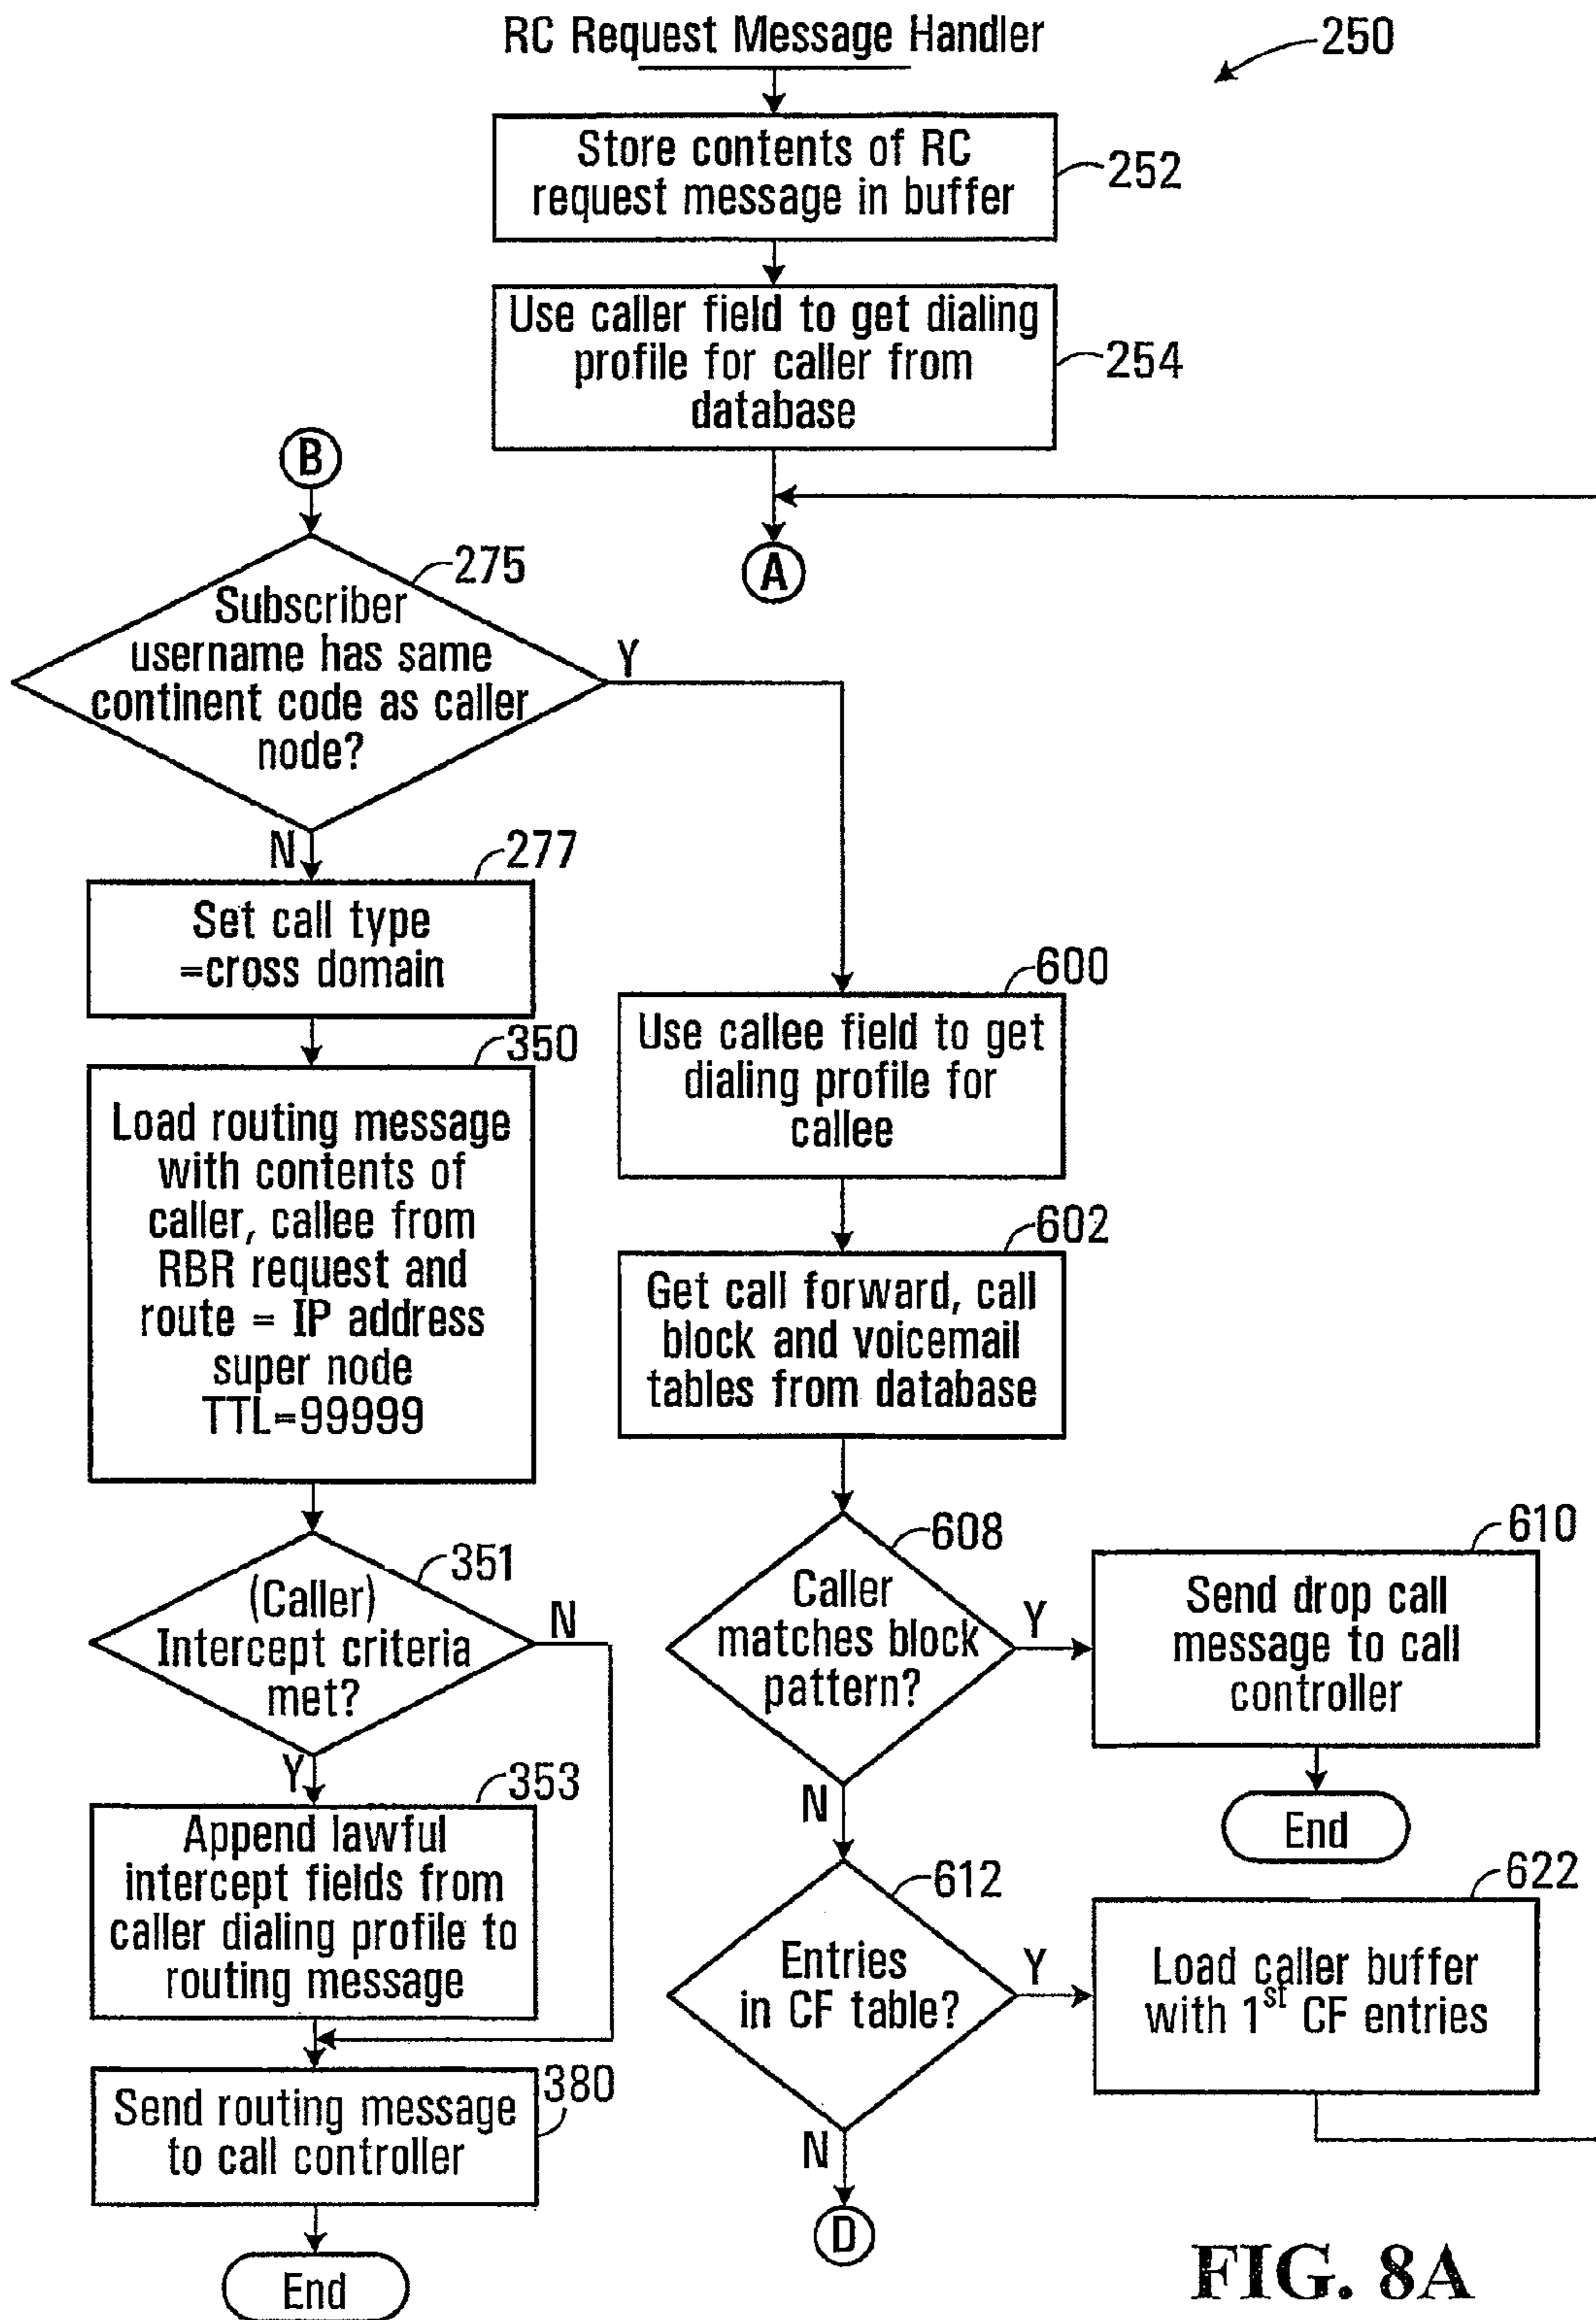 RC Request Message Handler
250
Store contents of RC
request message in buffer
252
Use caller field to get dialing
profile for caller from
database
254
B
A
275
Subscriber
username has same
continent code as caller
node?
Y
N
277
Set call type
=cross domain
350
Load routing message
with contents of
caller, callee from
RBR request and
route = IP address
super node
TTL=99999
351
(Caller)
Intercept criteria
met?
N
Y
353
Append lawful
intercept fields from
caller dialing profile to
routing message
380
Send routing message
to call controller
End
600
Use callee field to get
dialing profile for
callee
602
Get call forward, call
block and voicemail
tables from database
608
Caller
matches block
pattern?
Y
N
610
Send drop call
message to call
controller
End
612
Entries
in CF table?
Y
N
622
Load caller buffer
with 1st CF entries
D
FIG. 8A